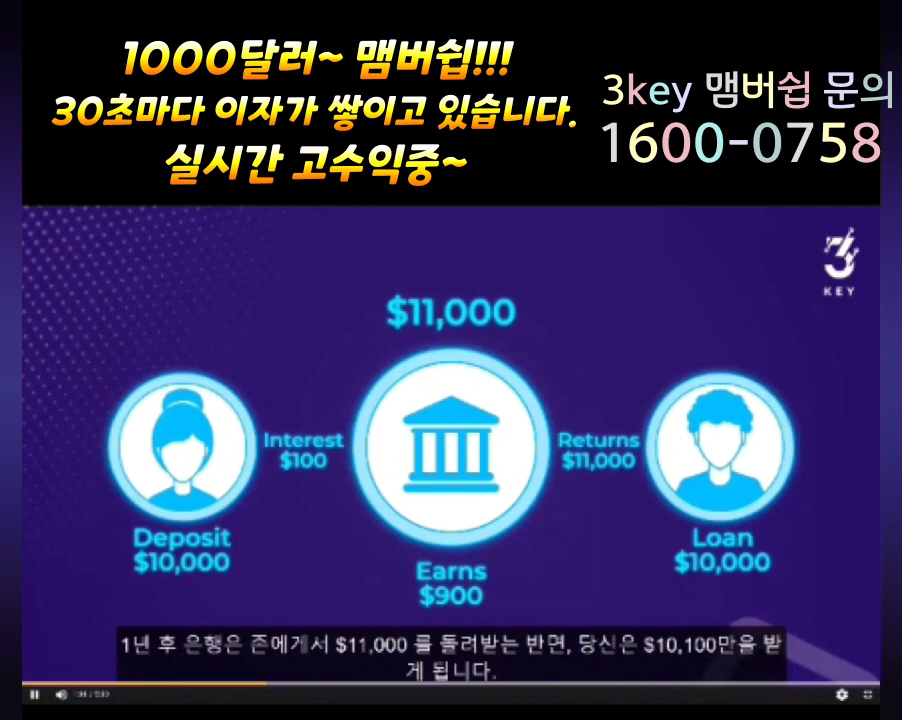 1000달러~ 맴버쉽!!!
30초마다 이자가 쌓이고 있습니다.
실시간 고수익중~
3key 맴버쉽 문의
1600-0758
3
KEY
$11,000
Interest
$100
Returns
$11,000
Deposit
$10,000
Loan
$10,000
Earns
$900
1년 후 은행은 존에게서 $11,000 를 돌려받는 반면, 당신은 $10,100만을 받
게 됩니다.